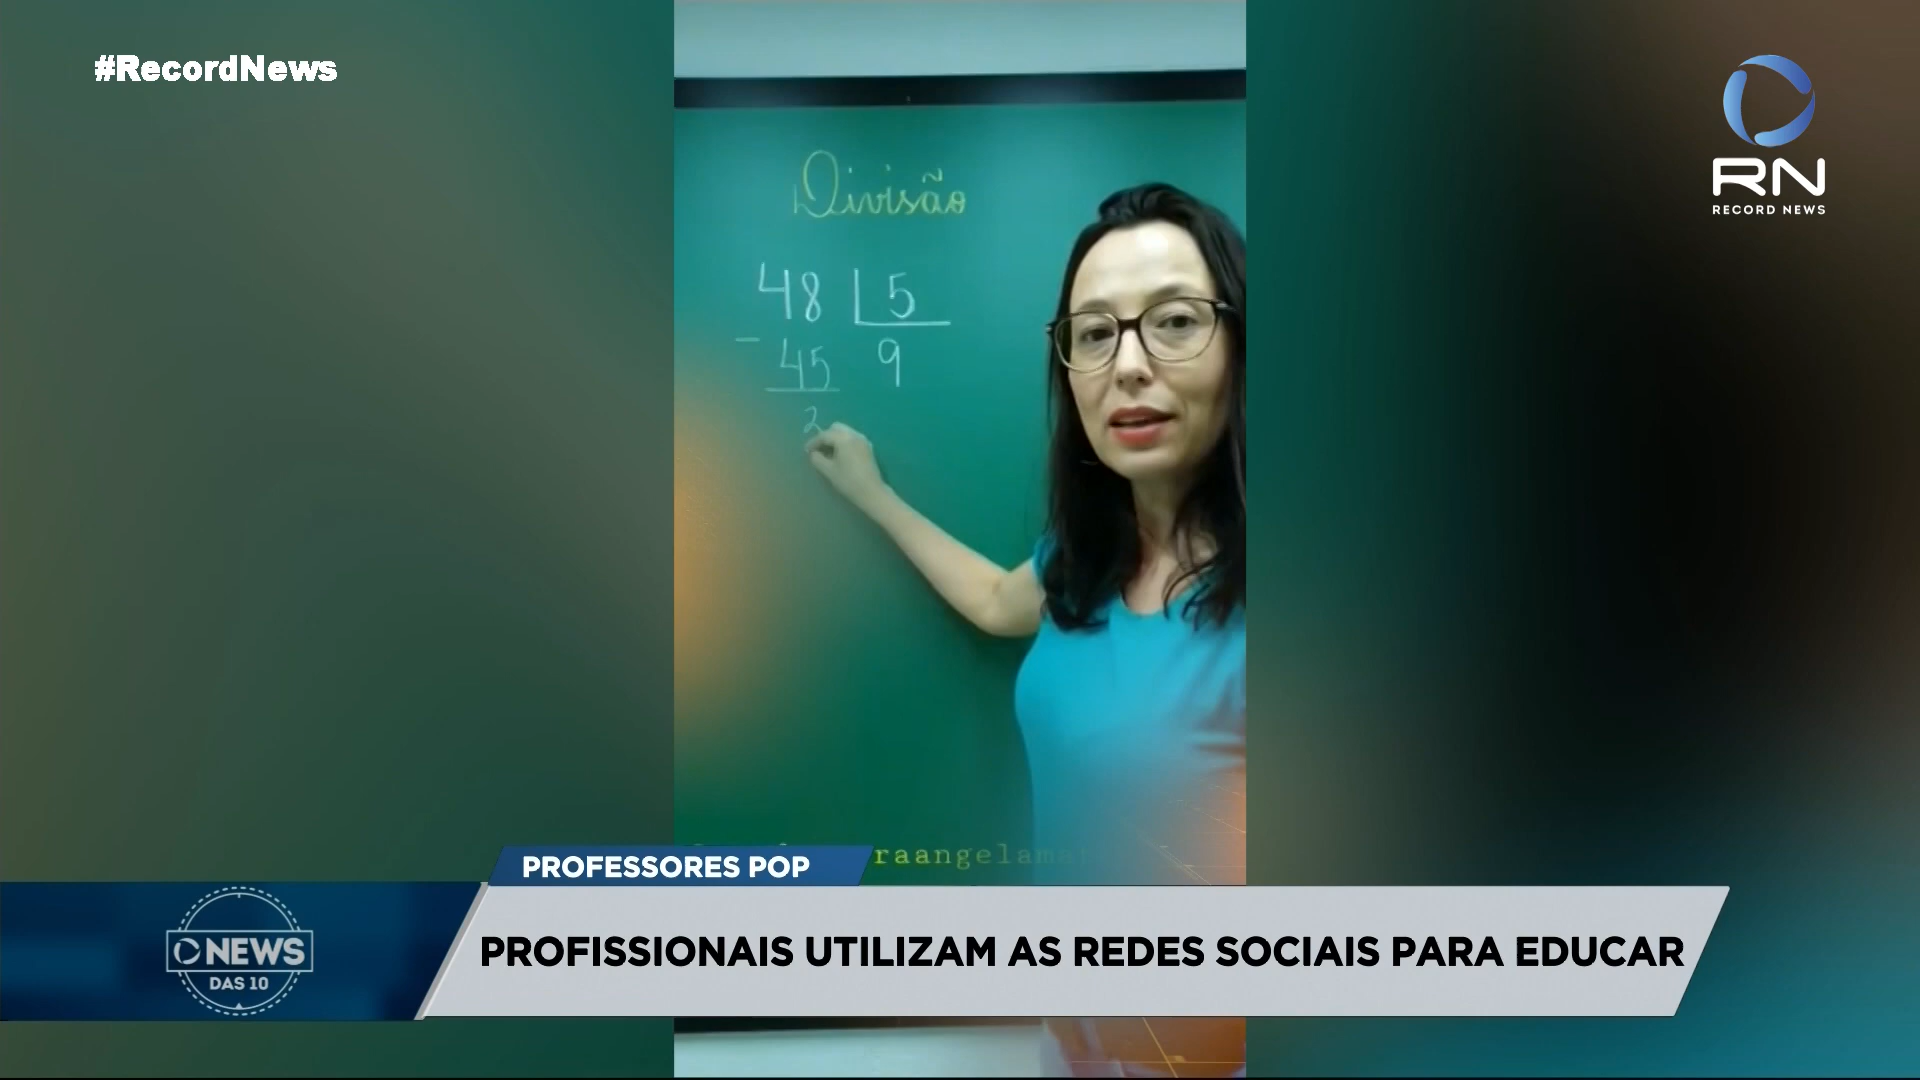 #RecordNews
RN
RECORD NEWS
Divisão
48 5
- 45 9
raangelama
PROFESSORES POP
NEWS
DAS 10
PROFISSIONAIS UTILIZAM AS REDES SOCIAIS PARA EDUCAR